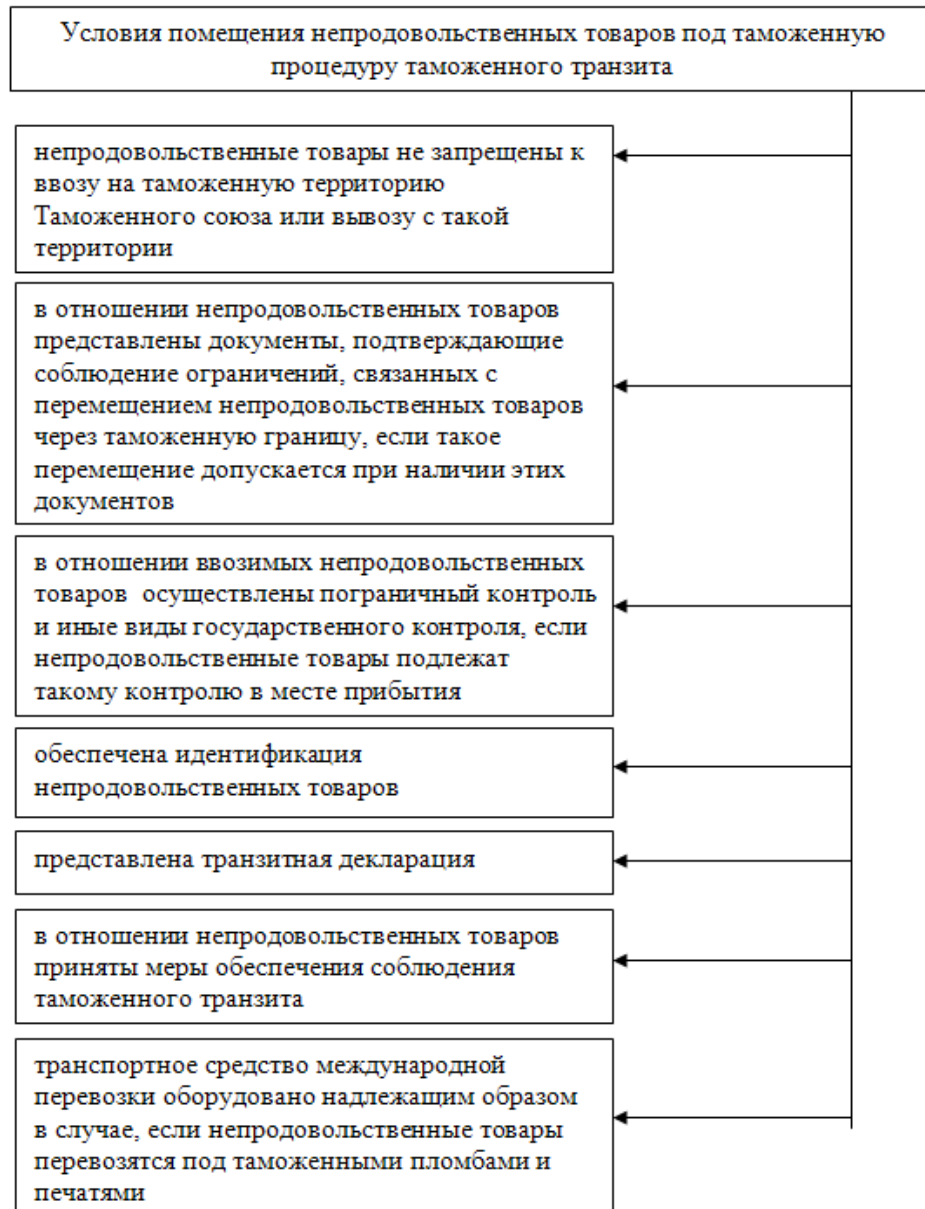 Условия помещения непродовольственных товаров под таможенную
процедуру таможенного транзита
непродовольственные товары не запрещены к
ввозу на таможенную территорию
Таможенного союза или вывозу с такой
территории
в отношении непродовольственных товаров
представлены документы, подтверждающие
соблюдение ограничений, связанных с
перемещением непродовольственных товаров
через таможенную границу, если такое
перемещение допускается при наличии этих
документов
в отношении ввозимых непродовольственных
товаров осуществлены пограничный контроль
и иные виды государственного контроля, если
непродовольственные товары подлежат
такому контролю в месте прибытия
обеспечена идентификация
непродовольственных товаров
представлена транзитная декларация
в отношении непродовольственных товаров
приняты меры обеспечения соблюдения
таможенного транзита
транспортное средство международной
перевозки оборудовано надлежащим образом
в случае, если непродовольственные товары
перевозятся под таможенными пломбами и
печатями